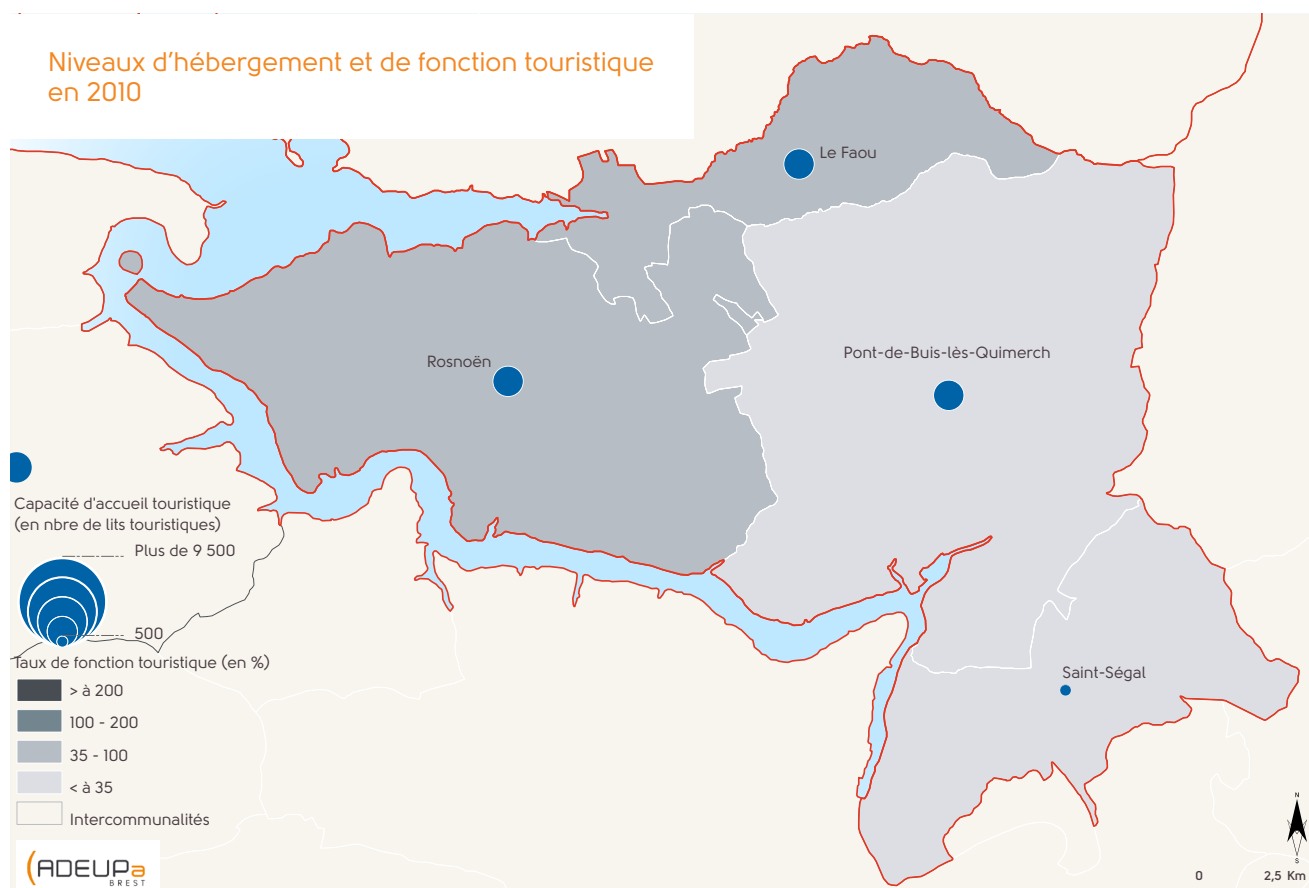 Niveaux d'hébergement et de fonction touristique
en 2010
Le Faou
Rosnoën
Pont-de-Buis-lès-Quimerch
Saint-Ségal
Capacité d'accueil touristique
(en nbre de lits touristiques)
Plus de 9 500
500
Taux de fonction touristique (en %)
> à 200
100 - 200
35 - 100
< à 35
Intercommunalités
ADEUPa
BREST
N
S
0 2,5 Km